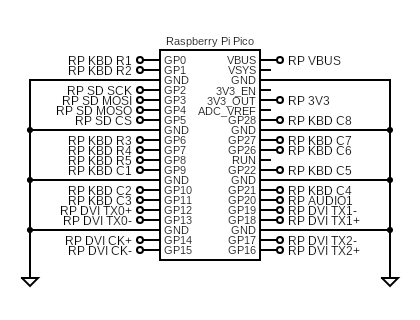 Raspberry Pi Pico
RP KBD R1 GP0 VBUS RP VBUS
RP KBD R2 GP1 VSYS
GND GND
RP SD SCK GP2 3V3_EN
RP SD MOSI GP3 3V3_OUT RP 3V3
RP SD MOSO GP4 ADC_VREF
RP SD CS GP5 GP28 RP KBD C8
GND GND
RP KBD R3 GP6 GP27 RP KBD C7
RP KBD R4 GP7 GP26 RP KBD C6
RP KBD R5 GP8 RUN
RP KBD C1 GP9 GP22 RP KBD C5
GND GND
RP KBD C2 GP10 GP21 RP KBD C4
RP KBD C3 GP11 GP20 RP AUDIO1
RP DVI TX0+ GP12 GP19 RP DVI TX1-
RP DVI TX0- GP13 GP18 RP DVI TX1+
GND GND
RP DVI CK+ GP14 GP17 RP DVI TX2-
RP DVI CK- GP15 GP16 RP DVI TX2+